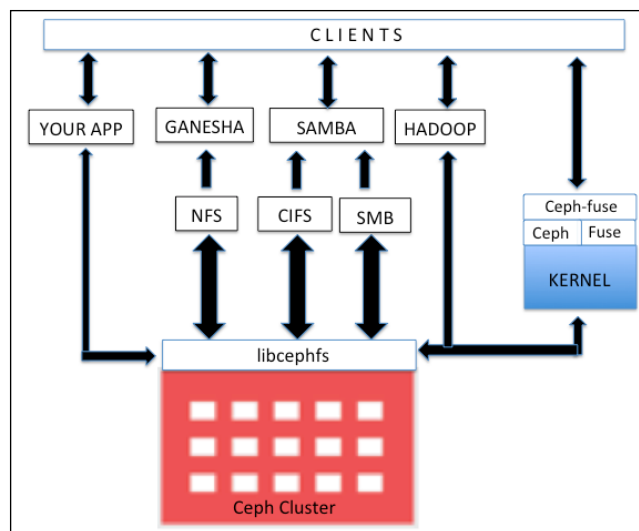 CLIENTS
YOUR APP
GANESHA
SAMBA
HADOOP
NFS
CIFS
SMB
Ceph-fuse
Ceph
Fuse
KERNEL
libcephfs
Ceph Cluster